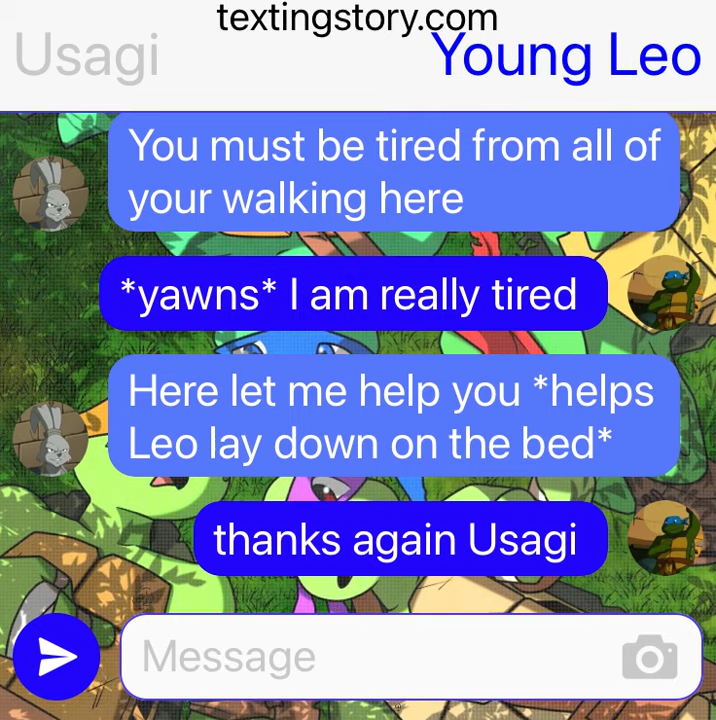 textingstory.com
Usagi
Young Leo
You must be tired from all of
your walking here
*yawns* I am really tired
Here let me help you *helps
Leo lay down on the bed*
thanks again Usagi
Message